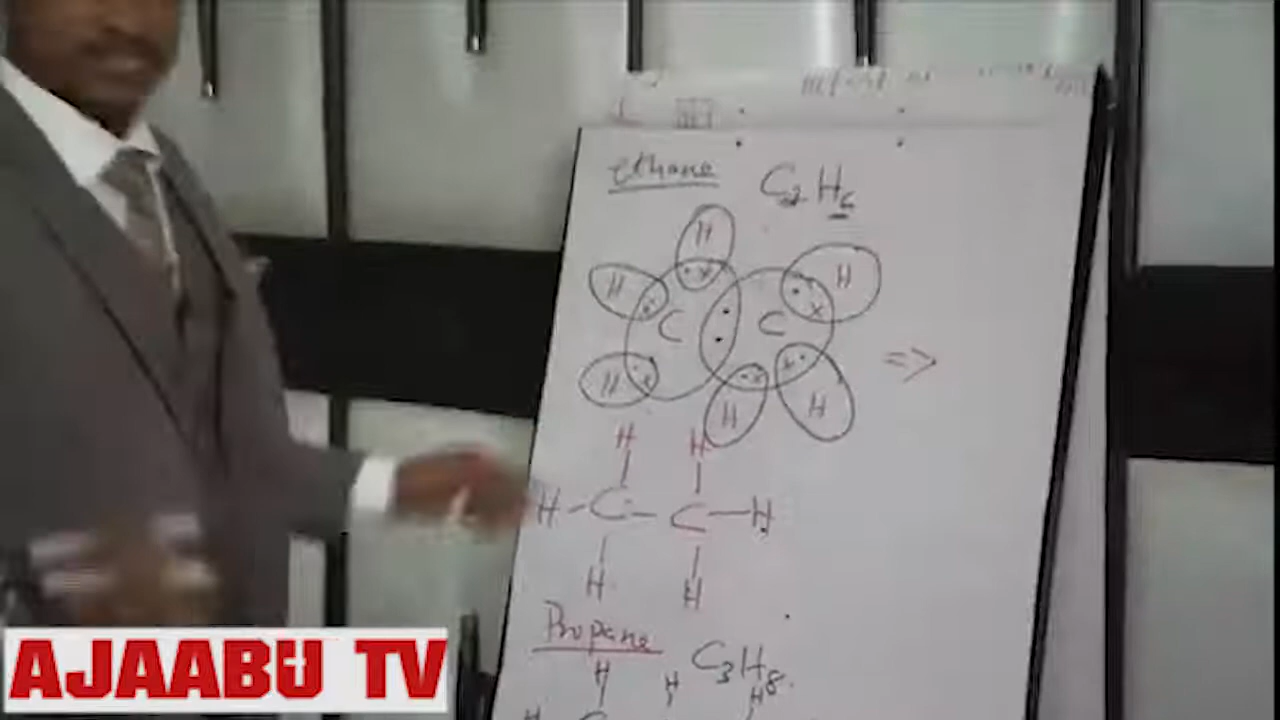 ethane C2H6
H
H H
C C
=>
H
H H
H H
H-C-C-H
H H
Propane C3H8.
H H H
AJAABU TV